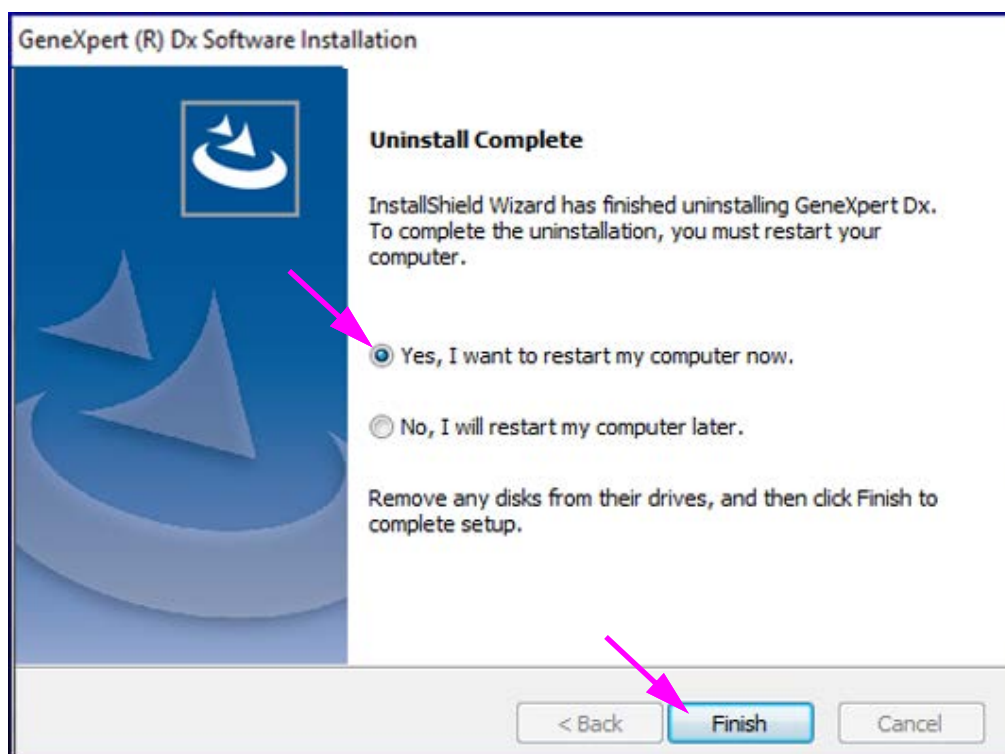 GeneXpert (R) Dx Software Installation
Uninstall Complete
InstallShield Wizard has finished uninstalling GeneXpert Dx.
To complete the uninstallation, you must restart your
computer.
Yes, I want to restart my computer now.
No, I will restart my computer later.
Remove any disks from their drives, and then click Finish to
complete setup.
< Back Finish Cancel